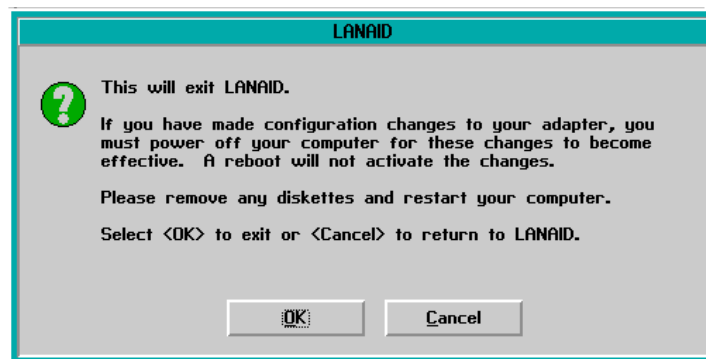 LANAID
This will exit LANAID.
If you have made configuration changes to your adapter, you
must power off your computer for these changes to become
effective.  A reboot will not activate the changes.
Please remove any diskettes and restart your computer.
Select <OK> to exit or <Cancel> to return to LANAID.
OK
Cancel